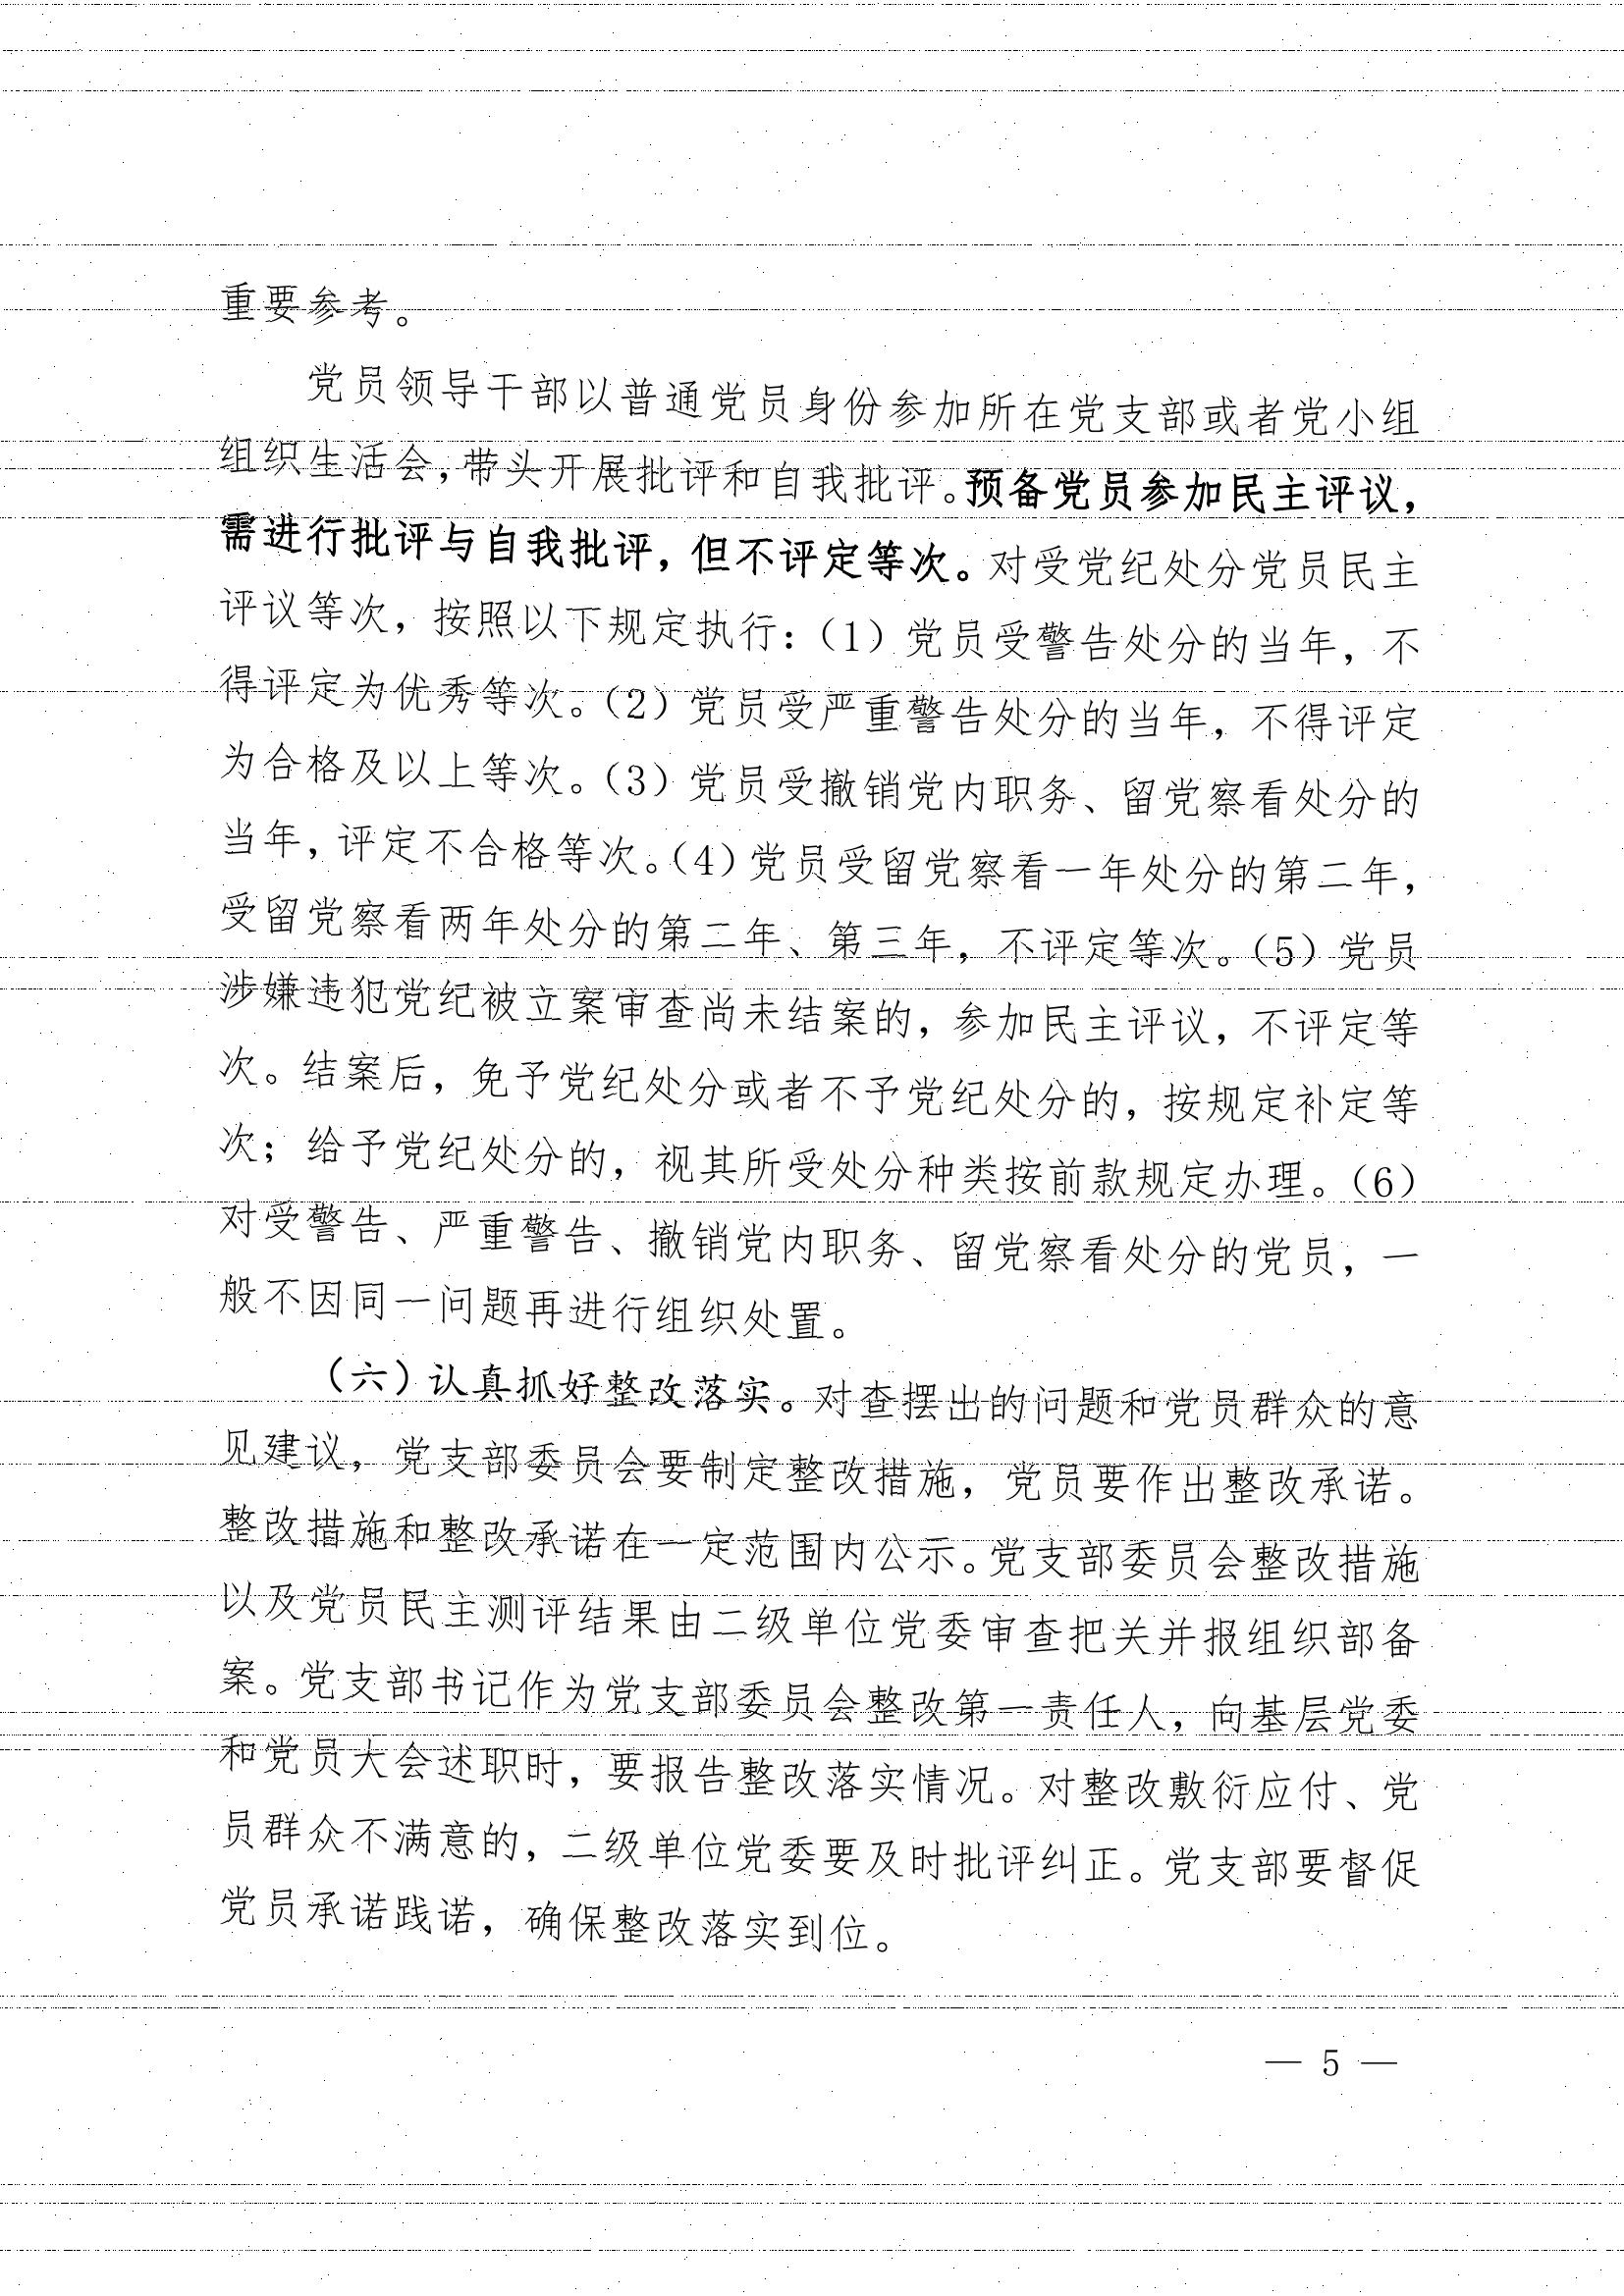 重要参考。
党员领导干部以普通党员身份参加所在党支部或者党小组
组织生活会，带头开展批评和自我批评。预备党员参加民主评议，
需进行批评与自我批评，但不评定等次。对受党纪处分党员民主
评议等次，按照以下规定执行：（1）党员受警告处分的当年，不
得评定为优秀等次。（2）党员受严重警告处分的当年，不得评定
为合格及以上等次。（3）党员受撤销党内职务、留党察看处分的
当年，评定不合格等次。（4）党员受留党察看一年处分的第二年，
受留党察看两年处分的第二年、第三年，不评定等次。（5）党员
涉嫌违犯党纪被立案审查尚未结案的，参加民主评议，不评定等
次。结案后，免予党纪处分或者不予党纪处分的，按规定补定等
次；给予党纪处分的，视其所受处分种类按前款规定办理。（6）
对受警告、严重警告、撤销党内职务、留党察看处分的党员，一
般不因同一问题再进行组织处置。
（六）认真抓好整改落实。对查摆出的问题和党员群众的意
见建议，党支部委员会要制定整改措施，党员要作出整改承诺。
整改措施和整改承诺在一定范围内公示。党支部委员会整改措施
以及党员民主测评结果由二级单位党委审查把关并报组织部备
案。党支部书记作为党支部委员会整改第一责任人，向基层党委
和党员大会述职时，要报告整改落实情况。对整改敷衍应付、党
员群众不满意的，二级单位党委要及时批评纠正。党支部要督促
党员承诺践诺，确保整改落实到位。
— 5 —